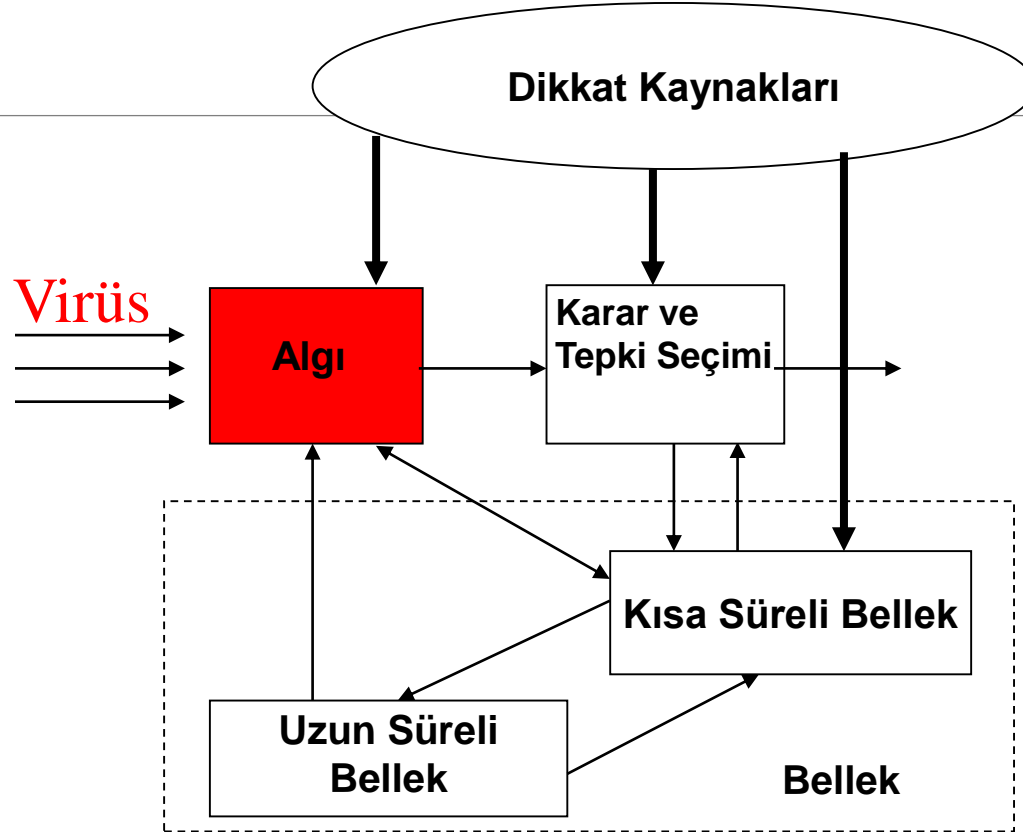 Dikkat Kaynakları
Virüs
Algı
Karar ve
Tepki Seçimi
Kısa Süreli Bellek
Uzun Süreli
Bellek
Bellek